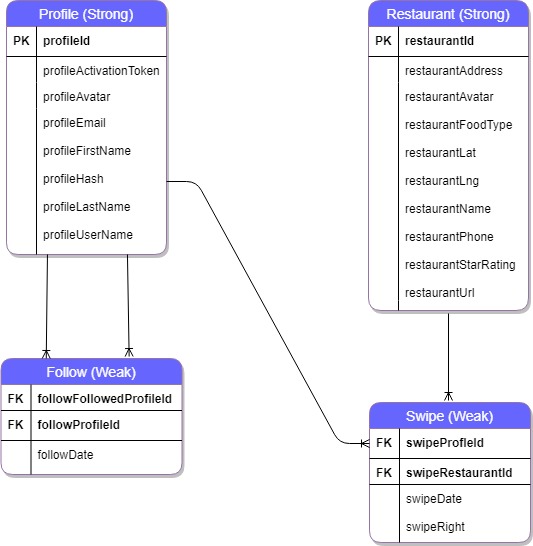 Profile (Strong)
PK profileId
profileActivationToken
profileAvatar
profileEmail
profileFirstName
profileHash
profileLastName
profileUserName
Restaurant (Strong)
PK restaurantId
restaurantAddress
restaurantAvatar
restaurantFoodType
restaurantLat
restaurantLng
restaurantName
restaurantPhone
restaurantStarRating
restaurantUrl
Follow (Weak)
FK followFollowedProfileId
FK followProfileId
followDate
Swipe (Weak)
FK swipeProfleId
FK swipeRestaurantId
swipeDate
swipeRight